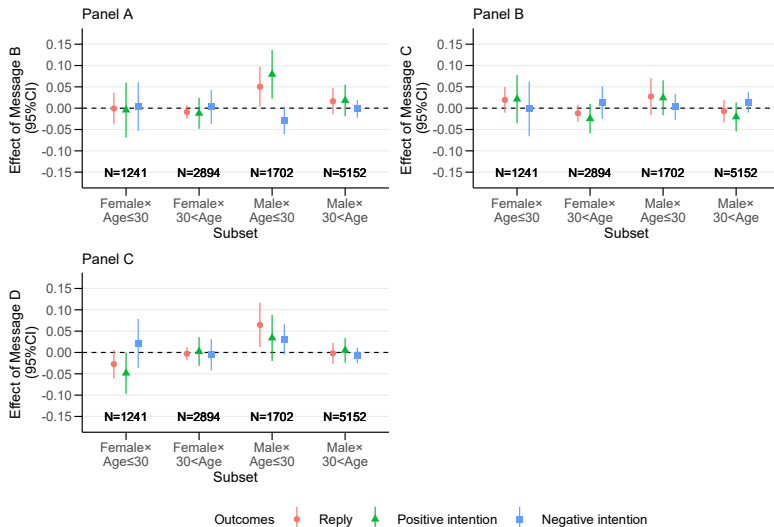 Panel A
Effect of Message B
(95%CI)
0.15
0.10
0.05
0.00
-0.05
-0.10
-0.15
N=1241 N=2894 N=1702 N=5152
Female× Female× Male× Male×
Age≤30 30<Age Age≤30 30<Age
Subset
Panel B
Effect of Message C
(95%CI)
0.15
0.10
0.05
0.00
-0.05
-0.10
-0.15
N=1241 N=2894 N=1702 N=5152
Female× Female× Male× Male×
Age≤30 30<Age Age≤30 30<Age
Subset
Panel C
Effect of Message D
(95%CI)
0.15
0.10
0.05
0.00
-0.05
-0.10
-0.15
N=1241 N=2894 N=1702 N=5152
Female× Female× Male× Male×
Age≤30 30<Age Age≤30 30<Age
Subset
Outcomes Reply Positive intention Negative intention